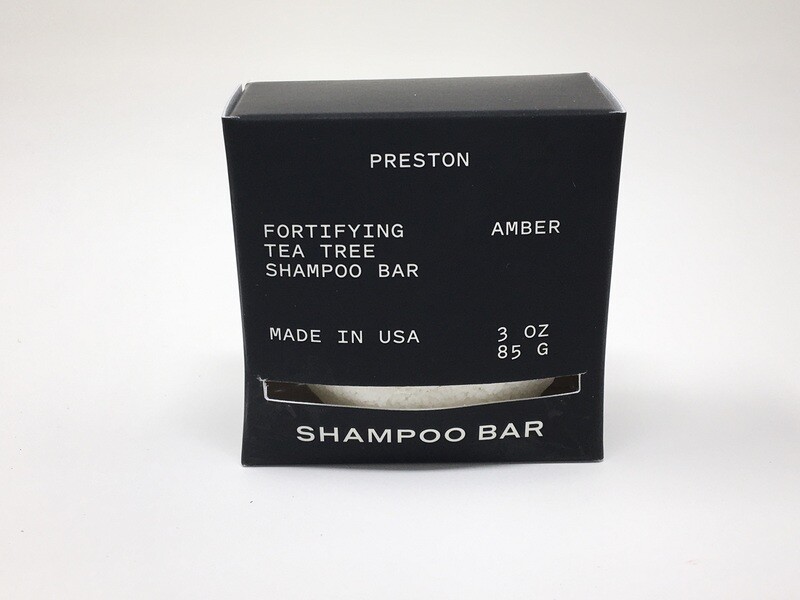 PRESTON
FORTIFYING
TEA TREE
SHAMPOO BAR
AMBER
MADE IN USA
3 OZ
85 G
SHAMPOO BAR